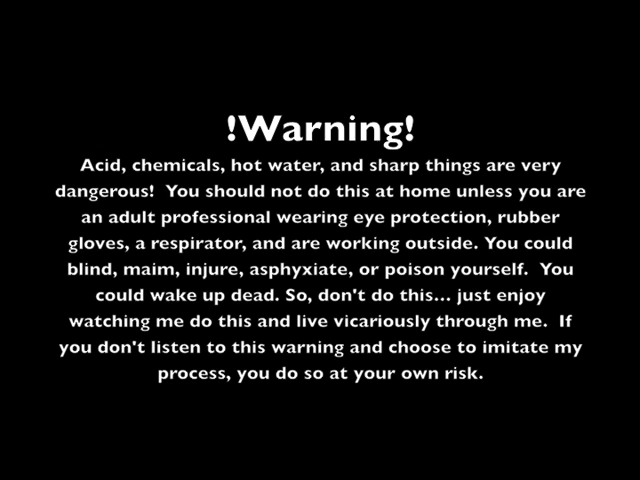 !Warning!
Acid, chemicals, hot water, and sharp things are very
dangerous!  You should not do this at home unless you are
an adult professional wearing eye protection, rubber
gloves, a respirator, and are working outside. You could
blind, maim, injure, asphyxiate, or poison yourself.  You
could wake up dead. So, don't do this... just enjoy
watching me do this and live vicariously through me.  If
you don't listen to this warning and choose to imitate my
process, you do so at your own risk.